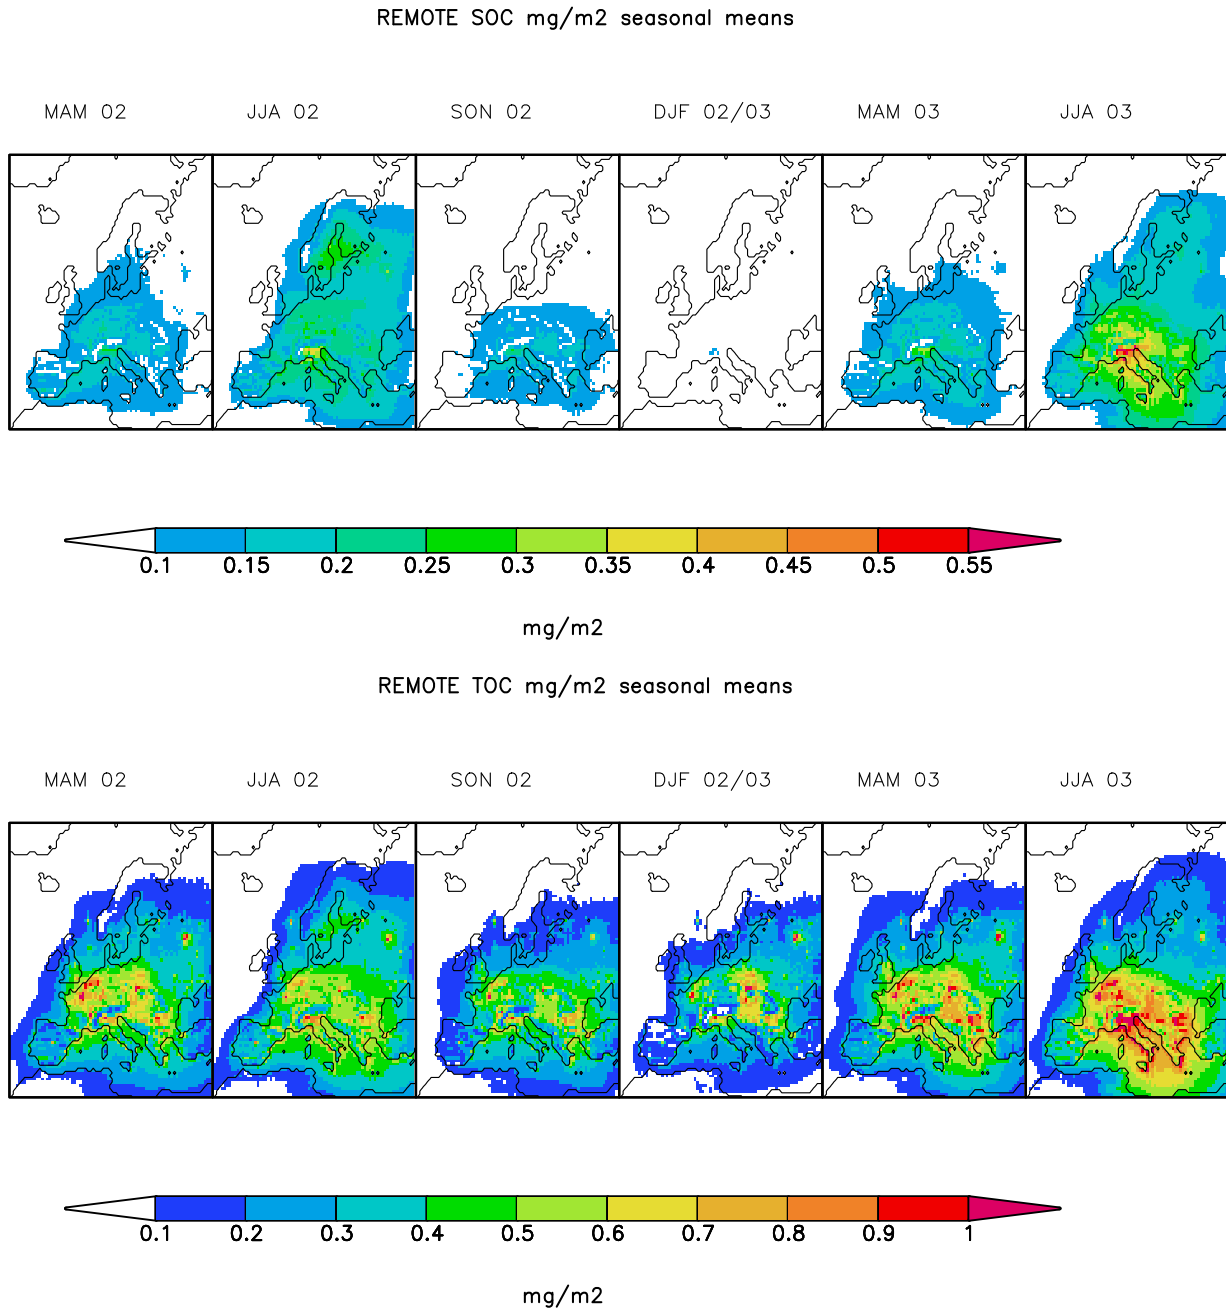 REMOTE SOC mg/m2 seasonal means
MAM 02 JJA 02 SON 02 DJF 02/03 MAM 03 JJA 03
0.1 0.15 0.2 0.25 0.3 0.35 0.4 0.45 0.5 0.55
mg/m2
REMOTE TOC mg/m2 seasonal means
MAM 02 JJA 02 SON 02 DJF 02/03 MAM 03 JJA 03
0.1 0.2 0.3 0.4 0.5 0.6 0.7 0.8 0.9 1
mg/m2